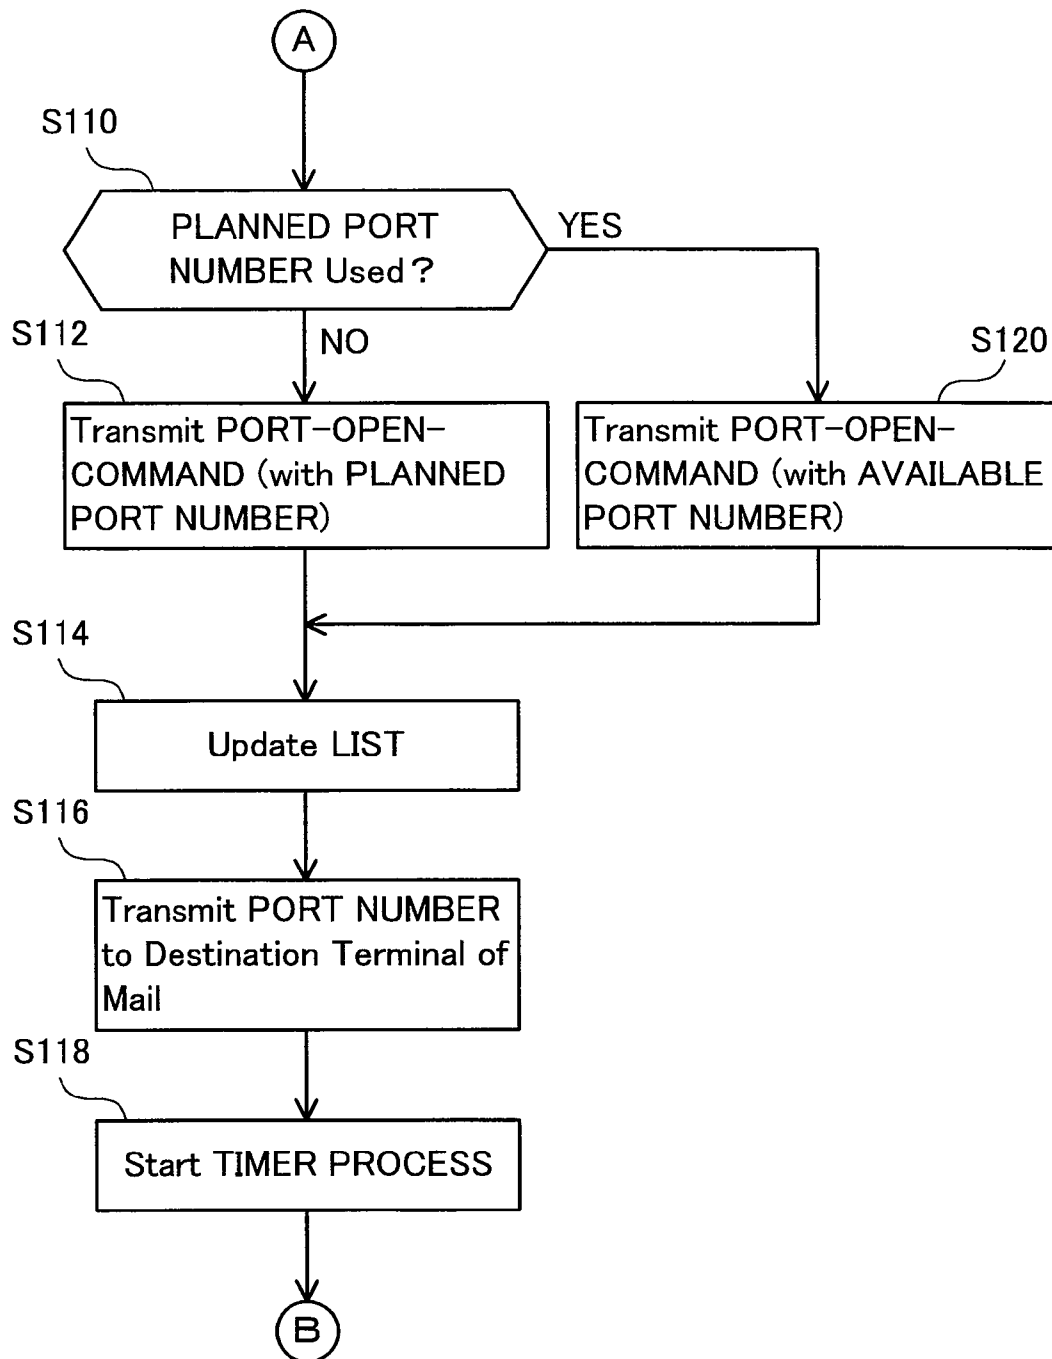 A
S110
PLANNED PORT
NUMBER Used?
YES
NO
S112
Transmit PORT-OPEN-
COMMAND (with PLANNED
PORT NUMBER)
S120
Transmit PORT-OPEN-
COMMAND (with AVAILABLE
PORT NUMBER)
S114
Update LIST
S116
Transmit PORT NUMBER
to Destination Terminal of
Mail
S118
Start TIMER PROCESS
B